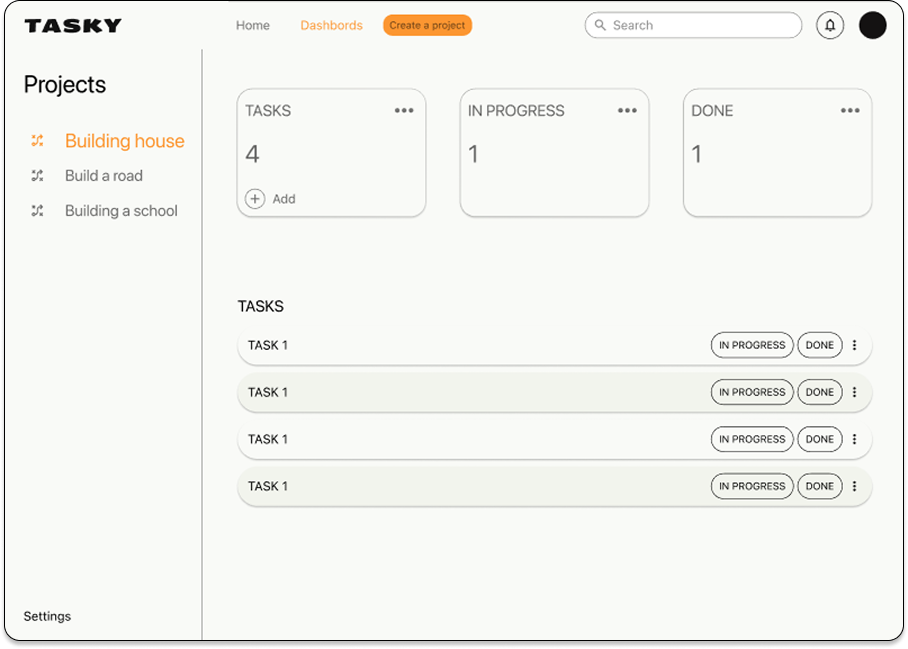 TASKY
Home
Dashbords
Create a project
Search
Projects
Building house
Build a road
Building a school
TASKS
4
Add
IN PROGRESS
1
DONE
1
TASKS
TASK 1 IN PROGRESS DONE
TASK 1 IN PROGRESS DONE
TASK 1 IN PROGRESS DONE
TASK 1 IN PROGRESS DONE
Settings